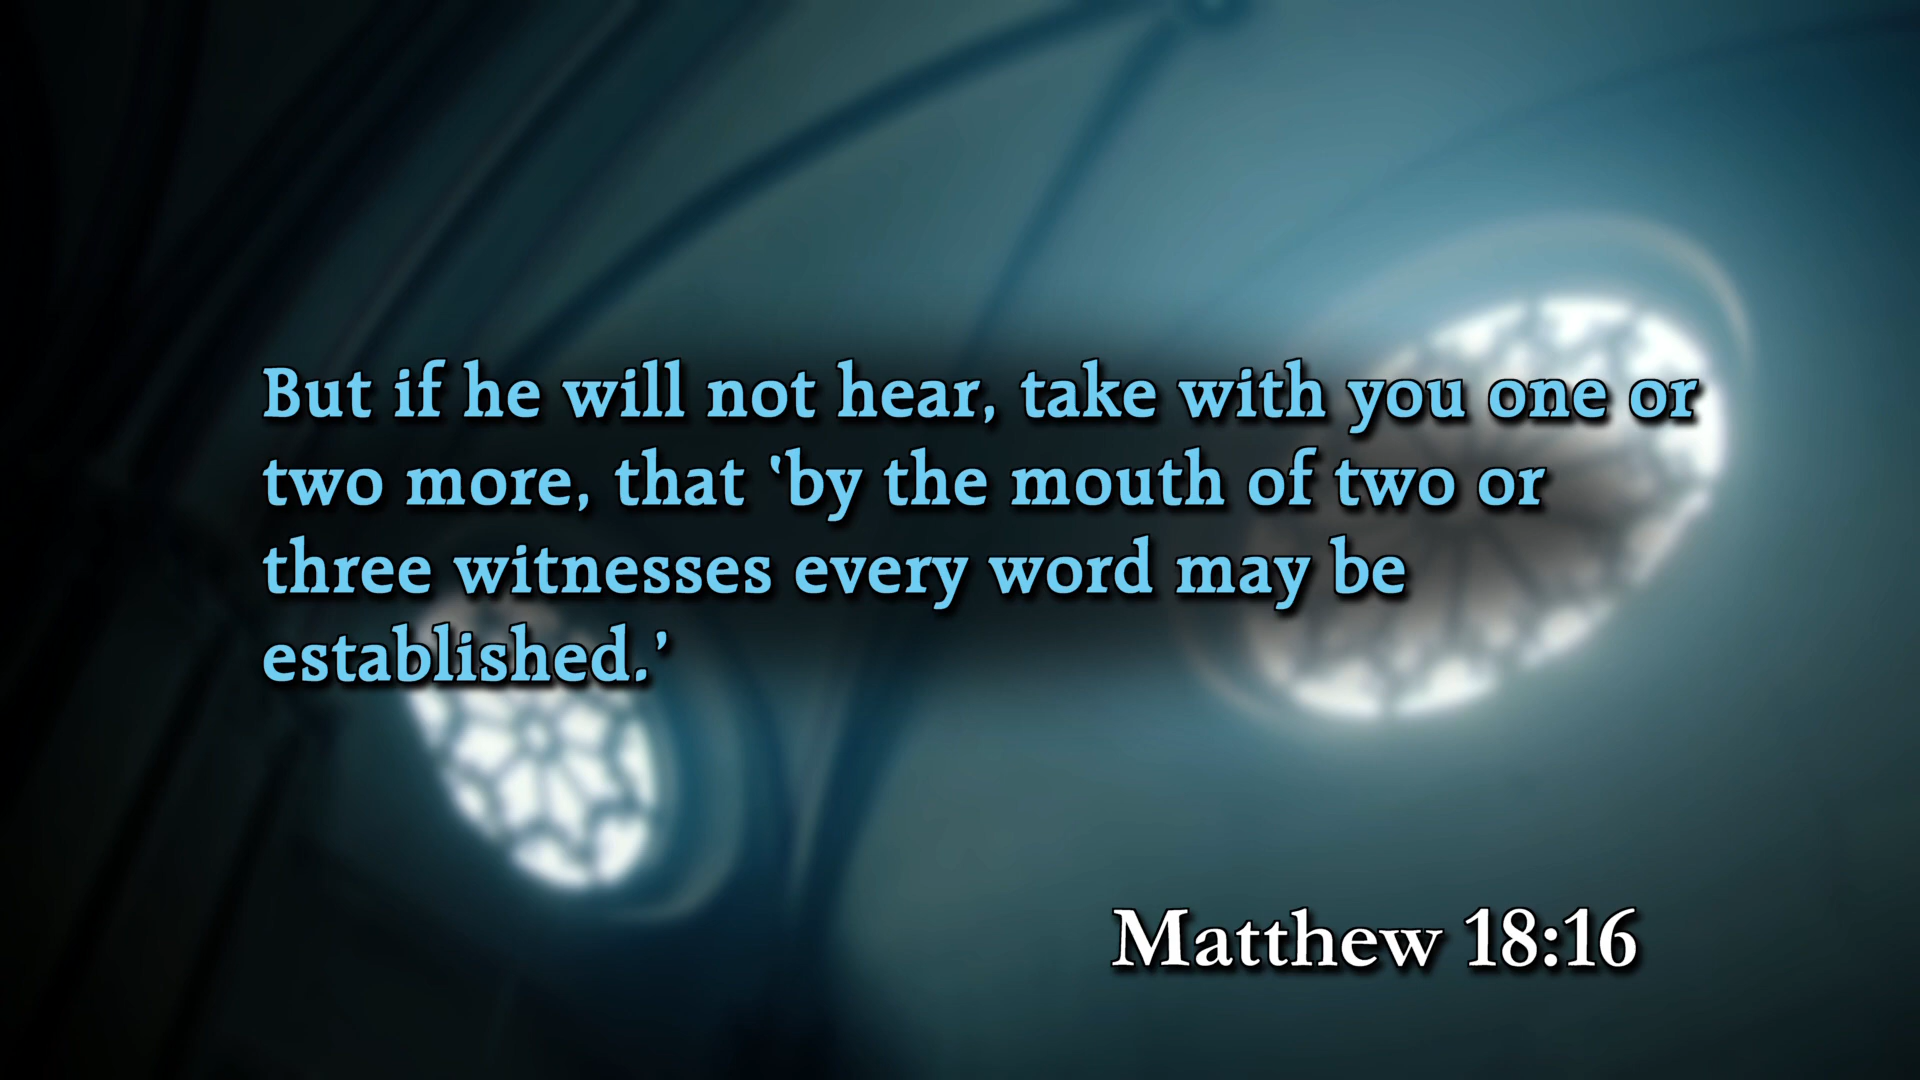 But if he will not hear, take with you one or
two more, that ‘by the mouth of two or
three witnesses every word may be
established.’
Matthew 18:16